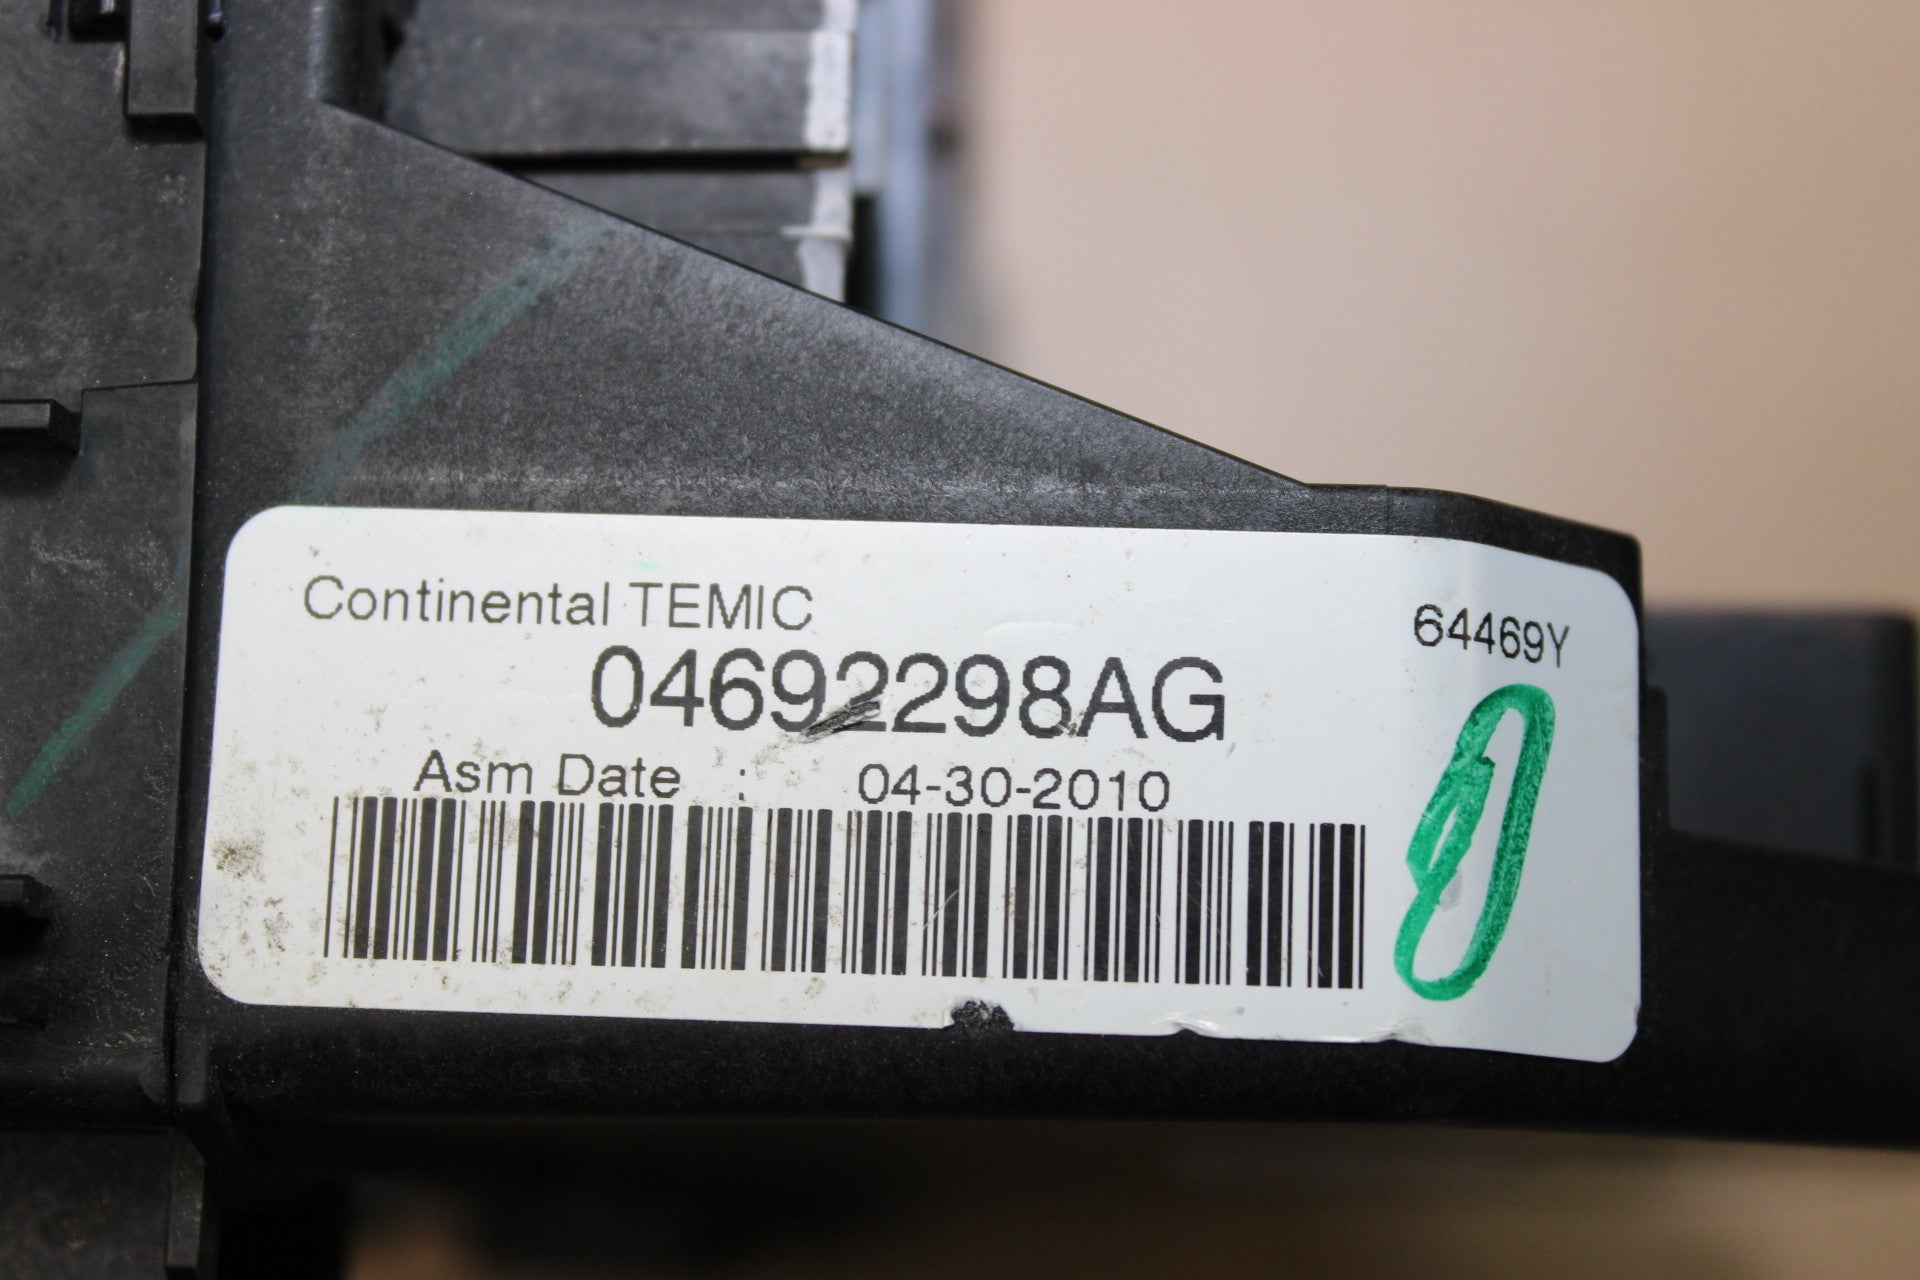 Continental TEMIC
64469Y
04692298AG
Asm Date : 04-30-2010